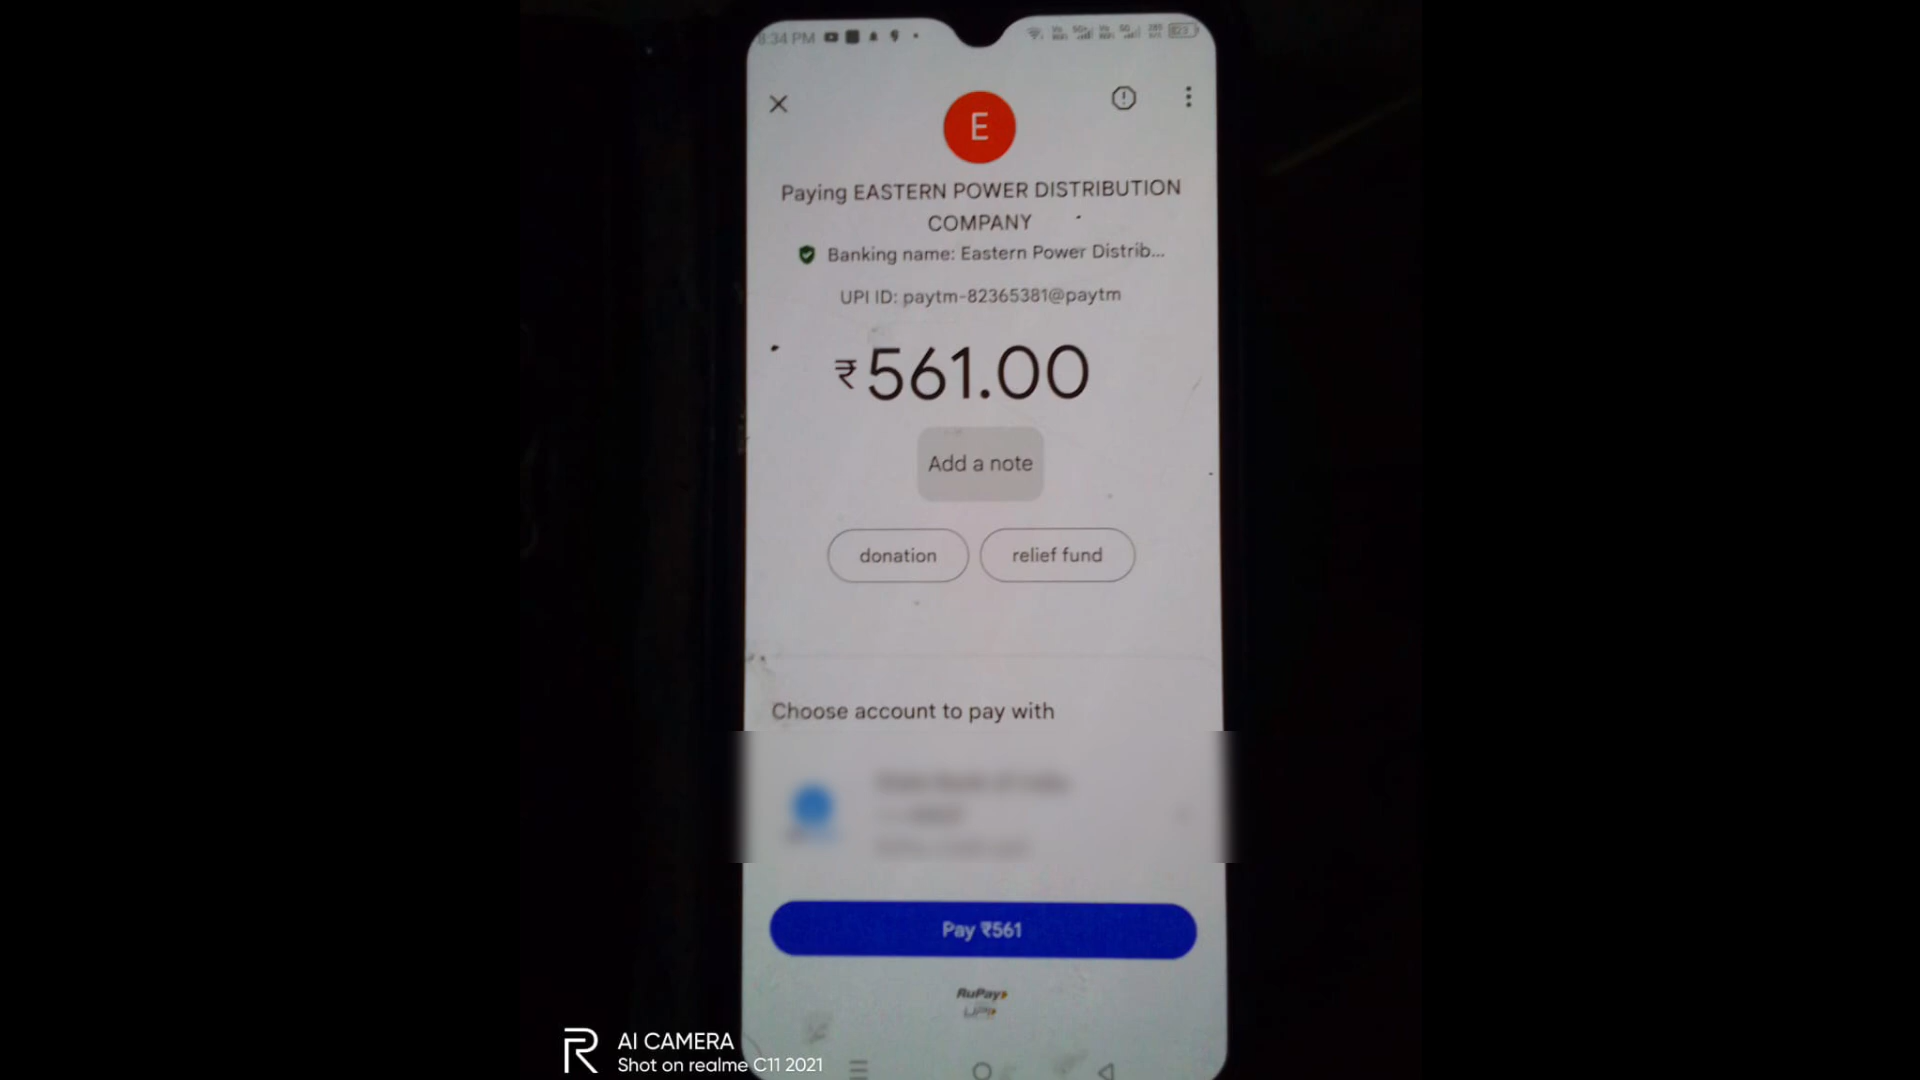 8:34 PM
E
Paying EASTERN POWER DISTRIBUTION
COMPANY
Banking name: Eastern Power Distrib...
UPI ID: paytm-82365381@paytm
₹561.00
Add a note
donation
relief fund
Choose account to pay with
Pay ₹561
RuPay
UPI
R AI CAMERA
Shot on realme C11 2021